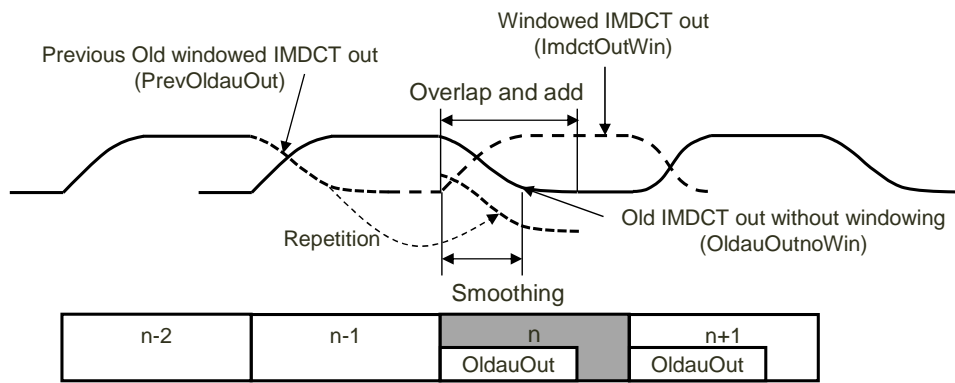 Windowed IMDCT out
(ImdctOutWin)
Previous Old windowed IMDCT out
(PrevOldauOut)
Overlap and add
Old IMDCT out without windowing
(OldauOutnoWin)
Repetition
Smoothing
n-2
n-1
n
n+1
OldauOut
OldauOut